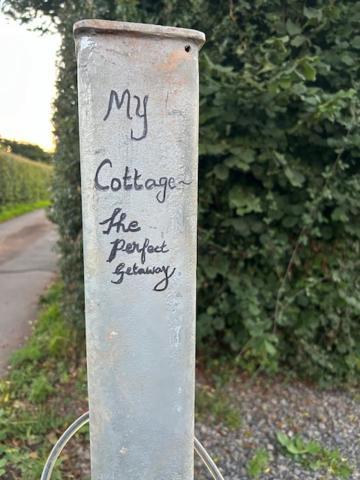 My
Cottage~
The
Perfect
Getaway